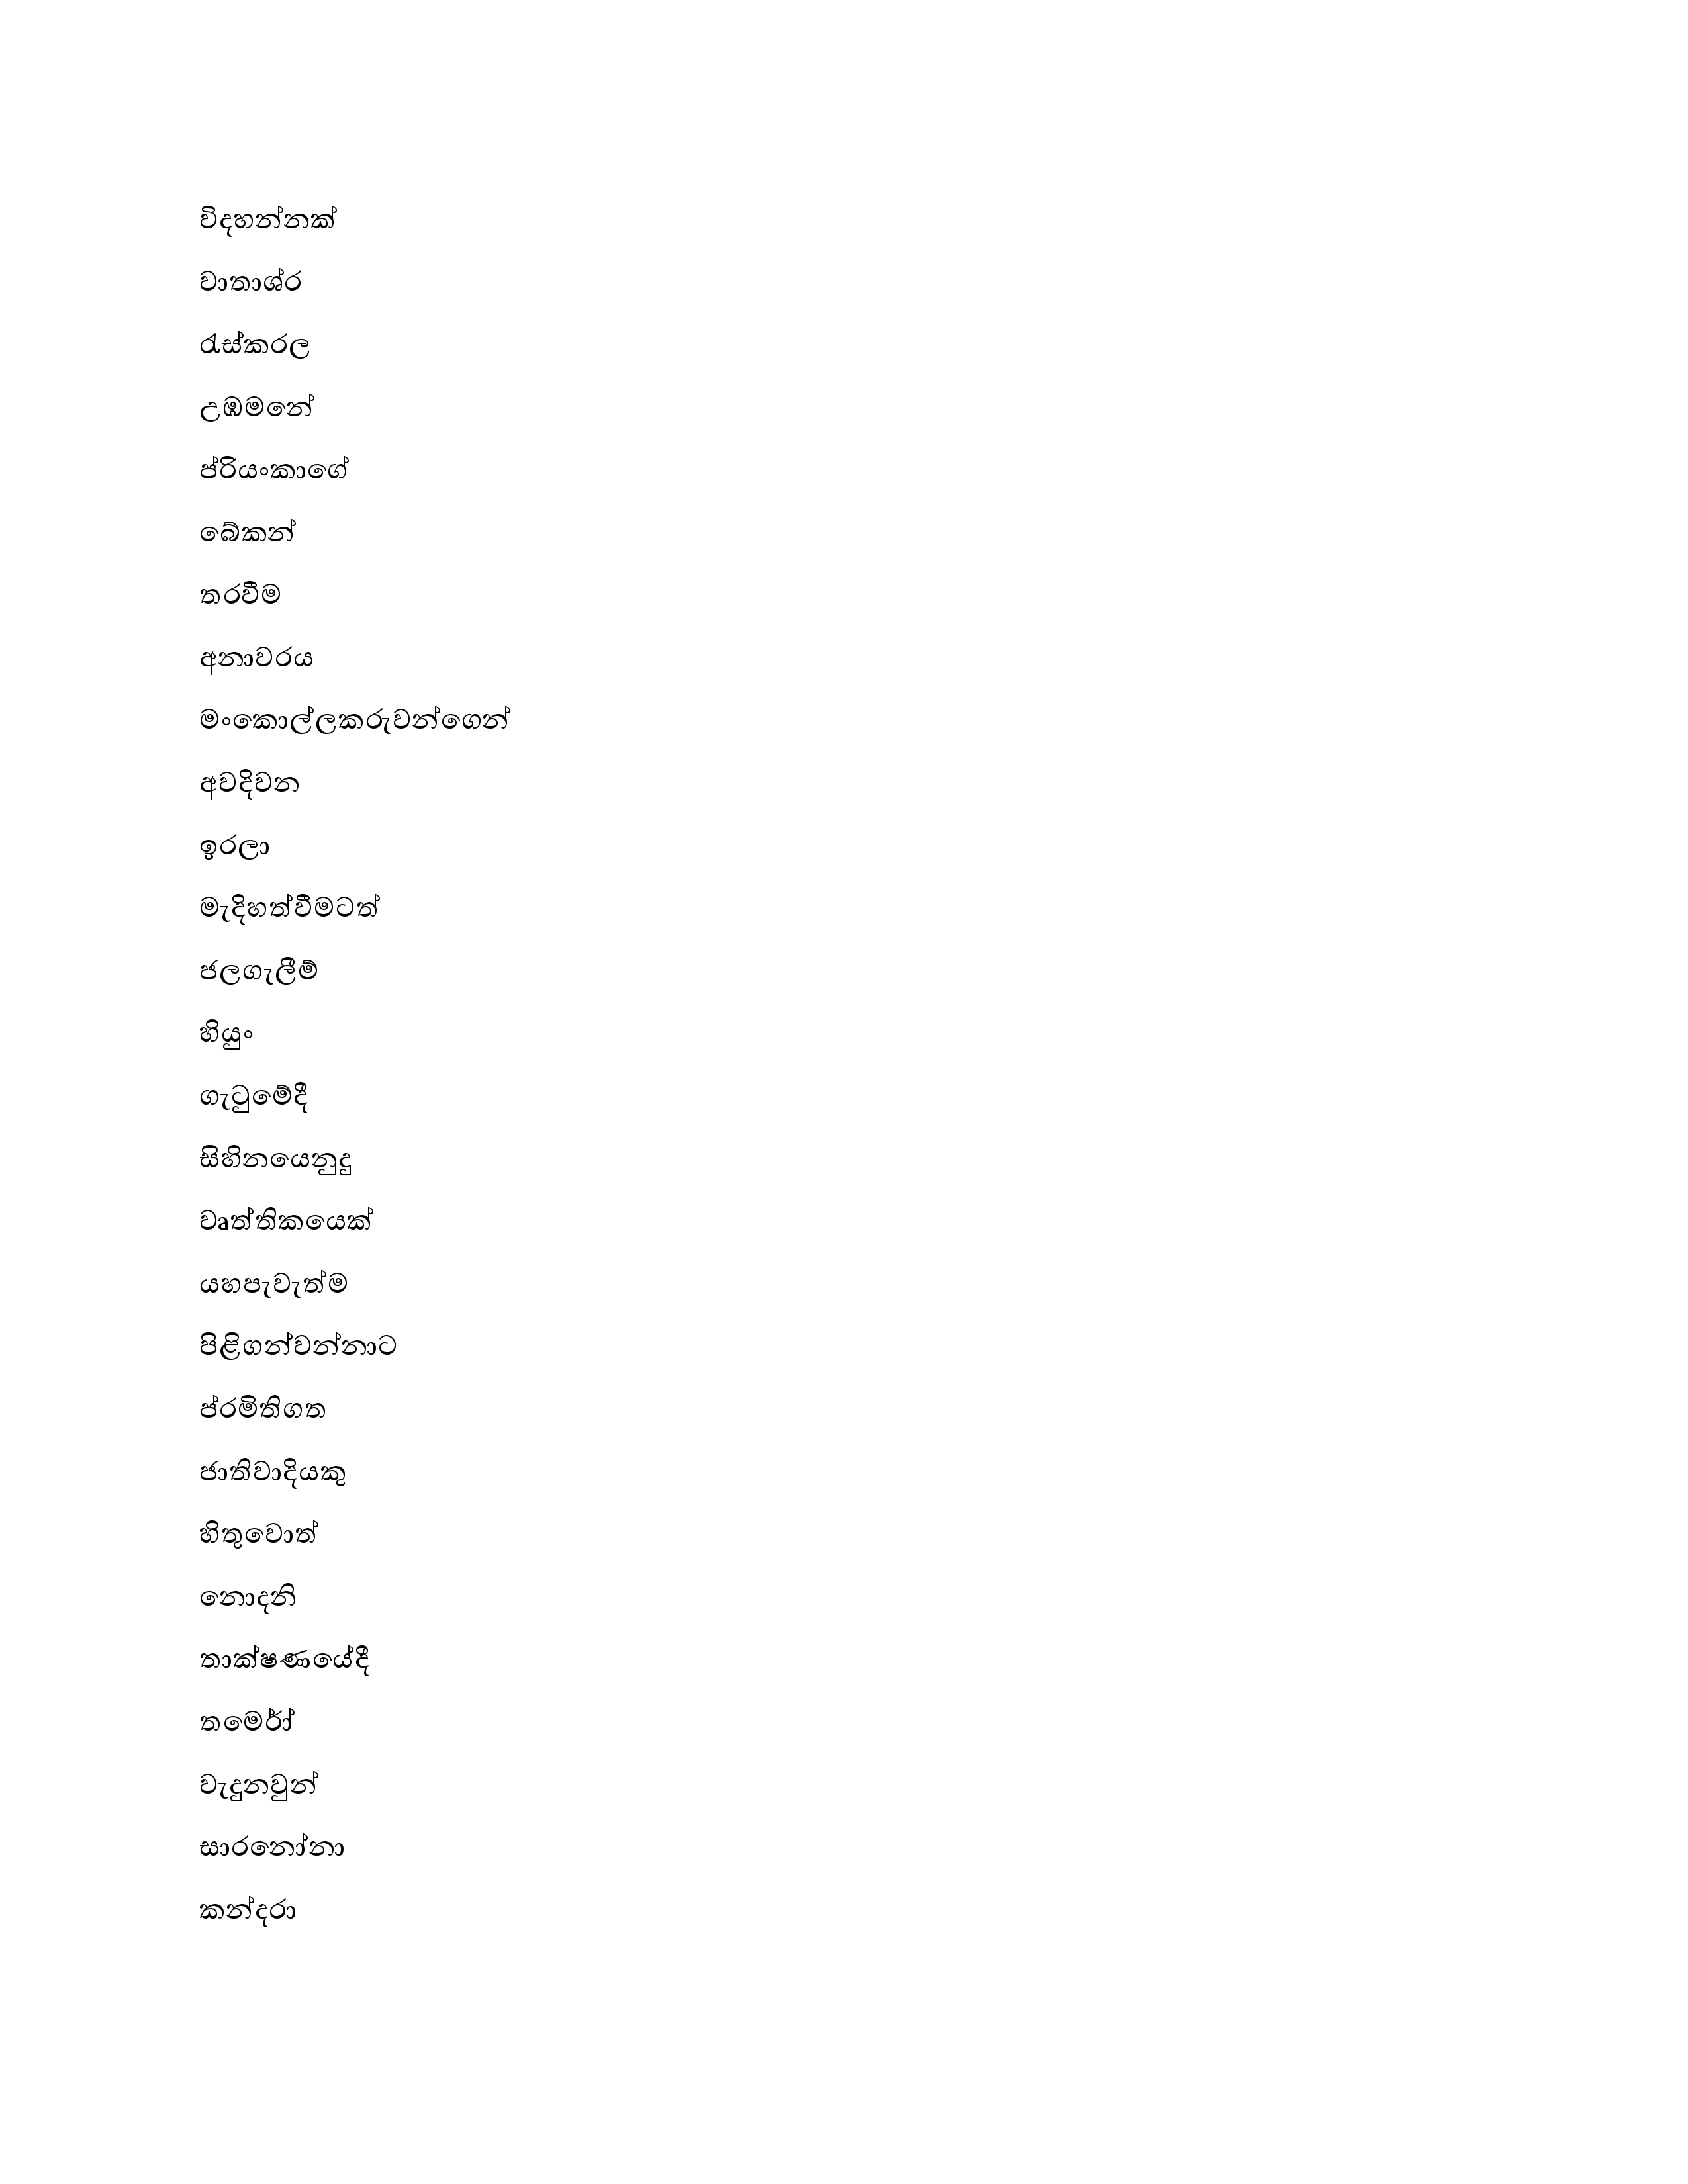 විදහන්නක්
වාතාශ්ර
රැස්කරල
උඹමනේ
ප්රියංකාගේ
බේකන්
තරවීම
අනාවරය
මංකොල්ලකරුවන්ගෙන්
අවදිවන
ඉරලා
මැදිහත්වීමටත්
ජලගැලීම්
හියුං
ගැටුමේදී
සිහිනයෙනුදු
වෘත්තිකයෙක්
යහපැවැත්ම
පිළිගන්වන්නාට
ප්රමිතිගත
ජාතිවාදියකු
හිතුවොත්
නොදනි
තාක්ෂණයේදී
තර්මෝ
වැදුනවුන්
සාරනෝනා
කන්දරා